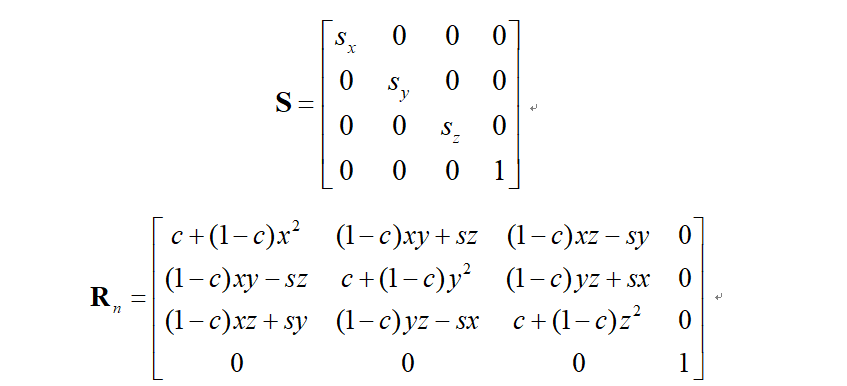 S = [ s_x 0 0 0
0 s_y 0 0
0 0 s_z 0
0 0 0 1 ] ↵
R_n = [ c+(1−c)x² (1−c)xy+sz (1−c)xz−sy 0
(1−c)xy−sz c+(1−c)y² (1−c)yz+sx 0
(1−c)xz+sy (1−c)yz−sx c+(1−c)z² 0
0 0 0 1 ] ↵